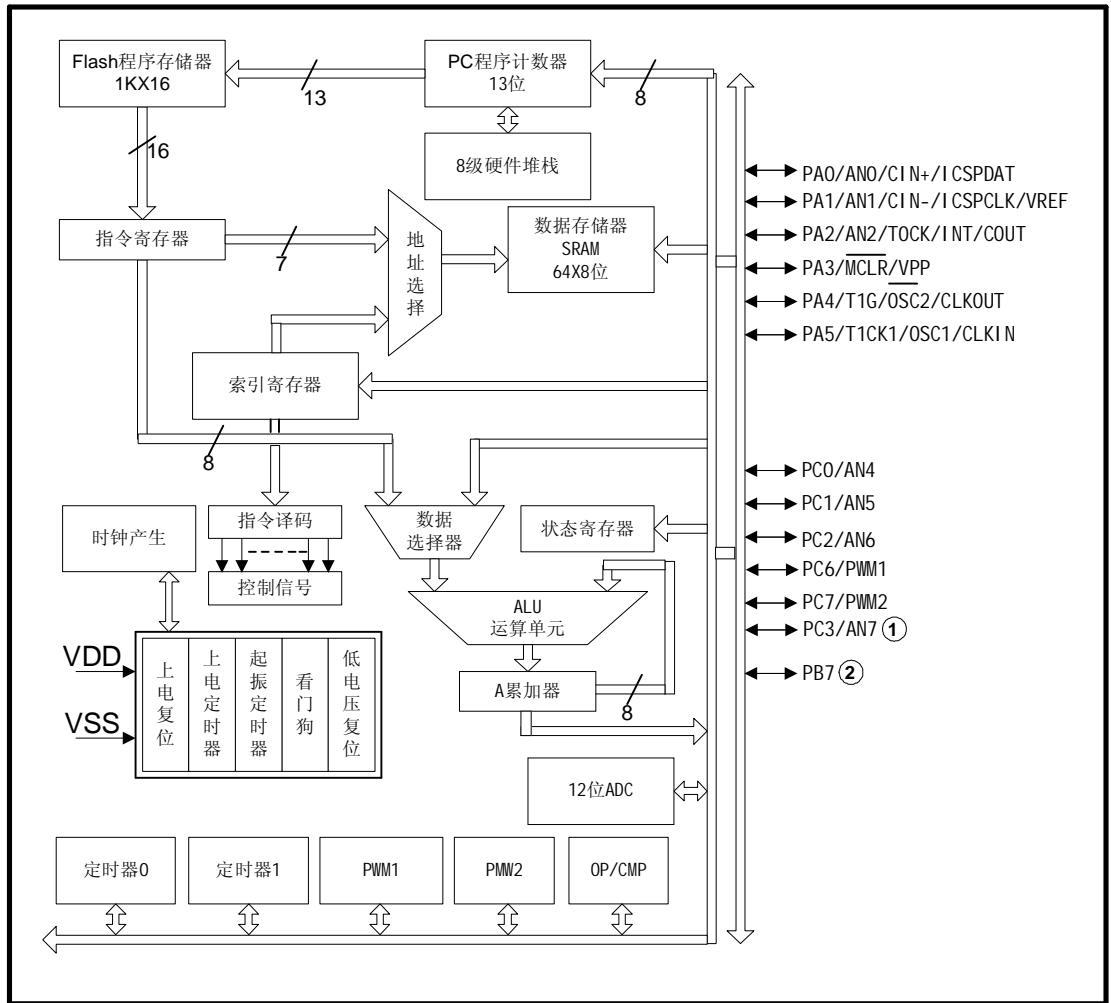 Flash程序存储器
1KX16
13
PC程序计数器
13位
8
16
8级硬件堆栈
指令寄存器
7
地址选择
数据存储器
SRAM
64X8位
索引寄存器
8
时钟产生
指令译码
控制信号
数据
选择器
状态寄存器
ALU
运算单元
A累加器
8
VDD
VSS
上电复位
上电定时器
起振定时器
看门狗
低电压复位
12位ADC
定时器0
定时器1
PWM1
PMW2
OP/CMP
PA0/AN0/CIN+/ICSPDAT
PA1/AN1/CIN-/ICSPCLK/VREF
PA2/AN2/TOCK/INT/COUT
PA3/MCLR/VPP
PA4/T1G/OSC2/CLKOUT
PA5/T1CK1/OSC1/CLKIN
PC0/AN4
PC1/AN5
PC2/AN6
PC6/PWM1
PC7/PWM2
PC3/AN7①
PB7②